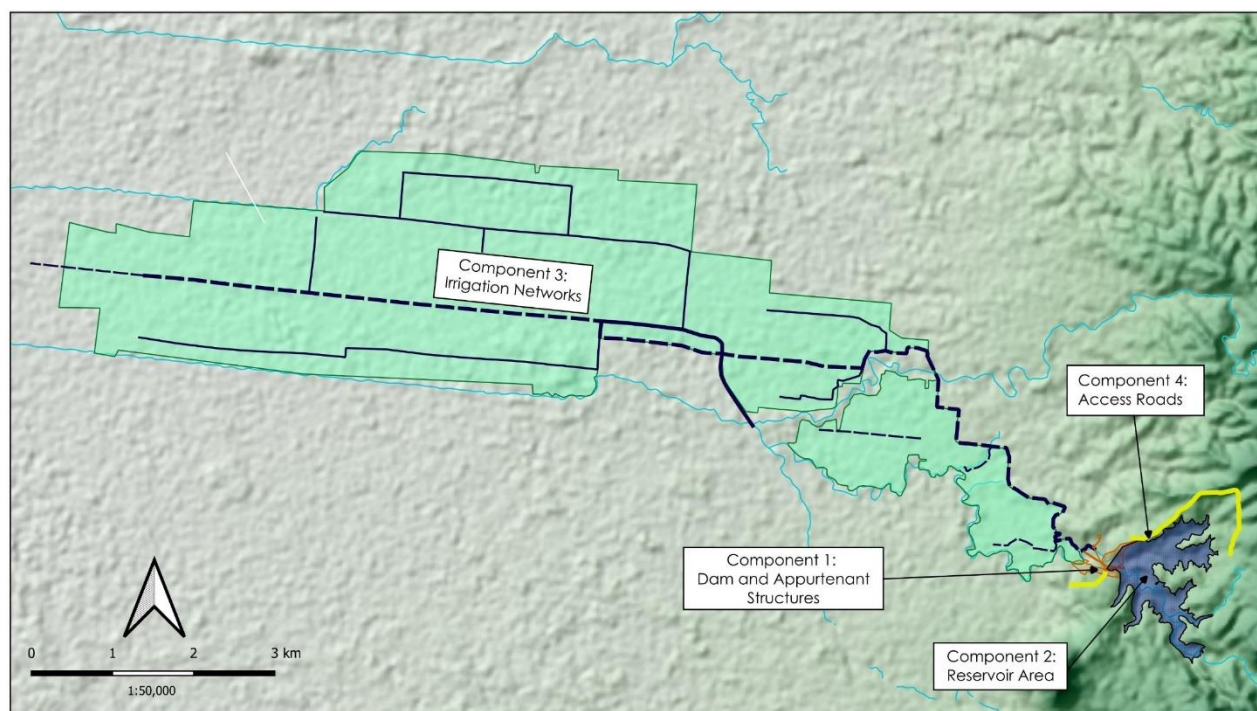 Component 3:
Irrigation Networks
Component 4:
Access Roads
Component 1:
Dam and Appurtenant
Structures
Component 2:
Reservoir Area
0 1 2 3 km
1:50,000